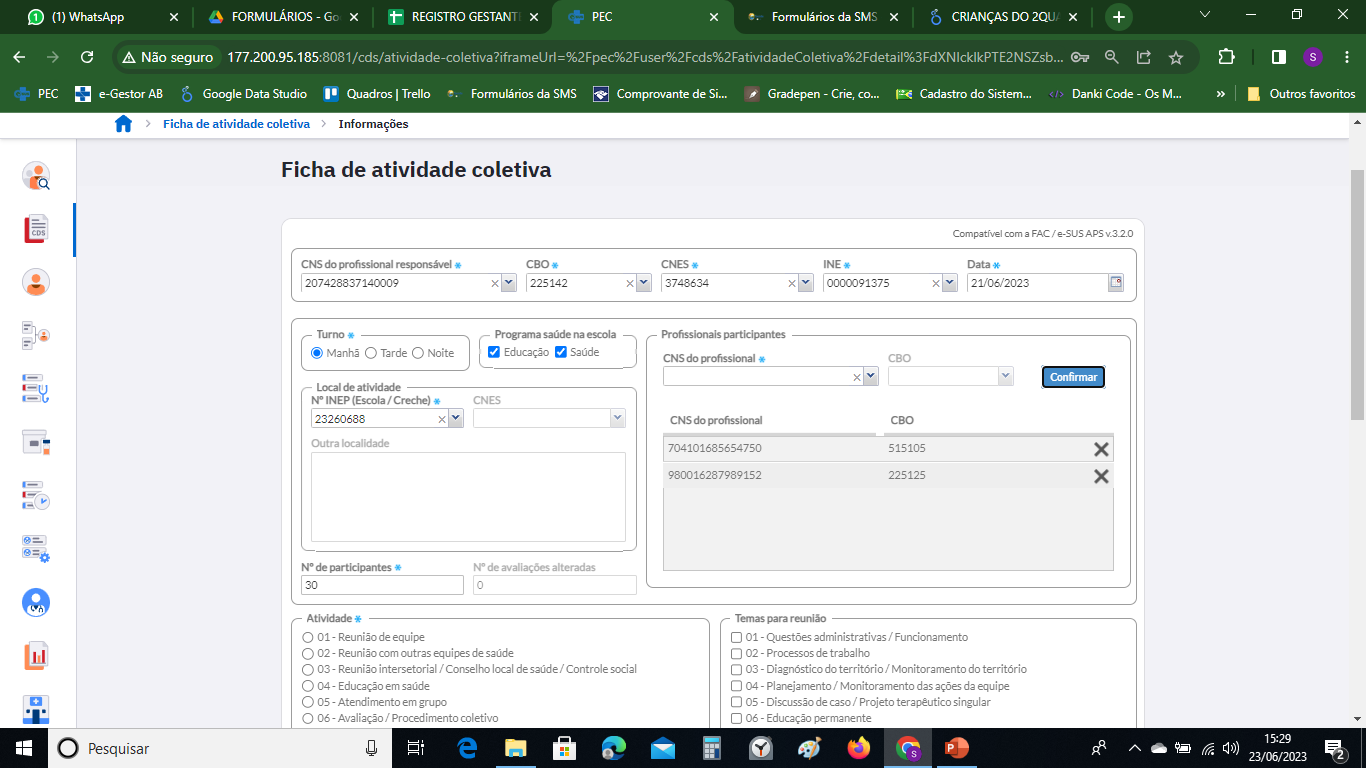 (1) WhatsApp
FORMULÁRIOS - Go
REGISTRO GESTANT
PEC
Formulários da SMS
CRIANÇAS DO 2QUA
Não seguro
177.200.95.185:8081/cds/atividade-coletiva?iframeUrl=%2Fpec%2Fuser%2Fcds%2FatividadeColetiva%2Fdetail%3FdXNlcklkPTE2NSZsb...
PEC
e-Gestor AB
Google Data Studio
Quadros | Trello
Formulários da SMS
Comprovante de Si...
Gradepen - Crie, co...
Cadastro do Sistem...
Danki Code - Os M...
»
Outros favoritos
Ficha de atividade coletiva > Informações
Ficha de atividade coletiva
Compatível com a FAC / e-SUS APS v.3.2.0
CNS do profissional responsável * CBO * CNES * INE * Data *
207428837140009 225142 3748634 0000091375 21/06/2023
Turno *
Manhã Tarde Noite
Programa saúde na escola
Educação Saúde
Local de atividade
Nº INEP (Escola / Creche) * CNES
23260688
Outra localidade
Nº de participantes * Nº de avaliações alteradas
30 0
Profissionais participantes
CNS do profissional * CBO
Confirmar
CNS do profissional CBO
704101685654750 515105
980016287989152 225125
Atividade *
01 - Reunião de equipe
02 - Reunião com outras equipes de saúde
03 - Reunião intersetorial / Conselho local de saúde / Controle social
04 - Educação em saúde
05 - Atendimento em grupo
06 - Avaliação / Procedimento coletivo
Temas para reunião
01 - Questões administrativas / Funcionamento
02 - Processos de trabalho
03 - Diagnóstico do território / Monitoramento do território
04 - Planejamento / Monitoramento das ações da equipe
05 - Discussão de caso / Projeto terapêutico singular
06 - Educação permanente
CDS
Pesquisar
15:29
23/06/2023
2